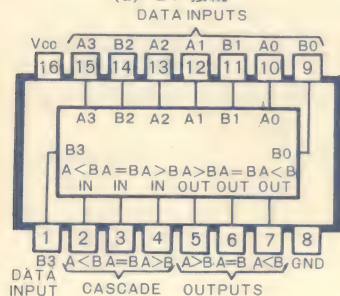 DATA INPUTS
Vcc A3 B2 A2 A1 B1 A0 B0
16 15 14 13 12 11 10 9
A3 B2 A2 A1 B1 A0
B3 B0
A<B A=B A>B A>B A=B A<B
IN IN IN OUT OUT OUT
1 2 3 4 5 6 7 8
B3 A<B A=B A>B A>B A=B A<B GND
DATA INPUT CASCADE OUTPUTS